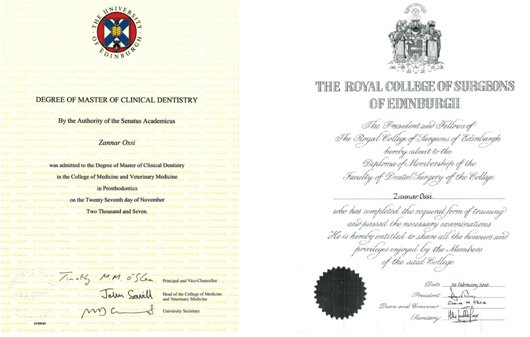 THE UNIVERSITY OF EDINBURGH
DEGREE OF MASTER OF CLINICAL DENTISTRY
By the Authority of the Senatus Academicus
Zannar Ossi
was admitted to the Degree of Master of Clinical Dentistry
in the College of Medicine and Veterinary Medicine
in Prosthodontics
on the Twenty Seventh day of November
Two Thousand and Seven.
Timothy M.M. O'Shea Principal and Vice-Chancellor
John Savill Head of the College of Medicine
and Veterinary Medicine
University Secretary
THE ROYAL COLLEGE OF SURGEONS
OF EDINBURGH
The President and Fellows of
The Royal College of Surgeons of Edinburgh
hereby admit to the
Diploma of Membership of the
Faculty of Dental Surgery of the College
Zannar Ossi
who has completed the required form of training
and passed the necessary examinations
He is hereby entitled to share all the honours and
privileges enjoyed by the Members
of the said College.
Date February 2010
President
Dean and Convener
Secretary